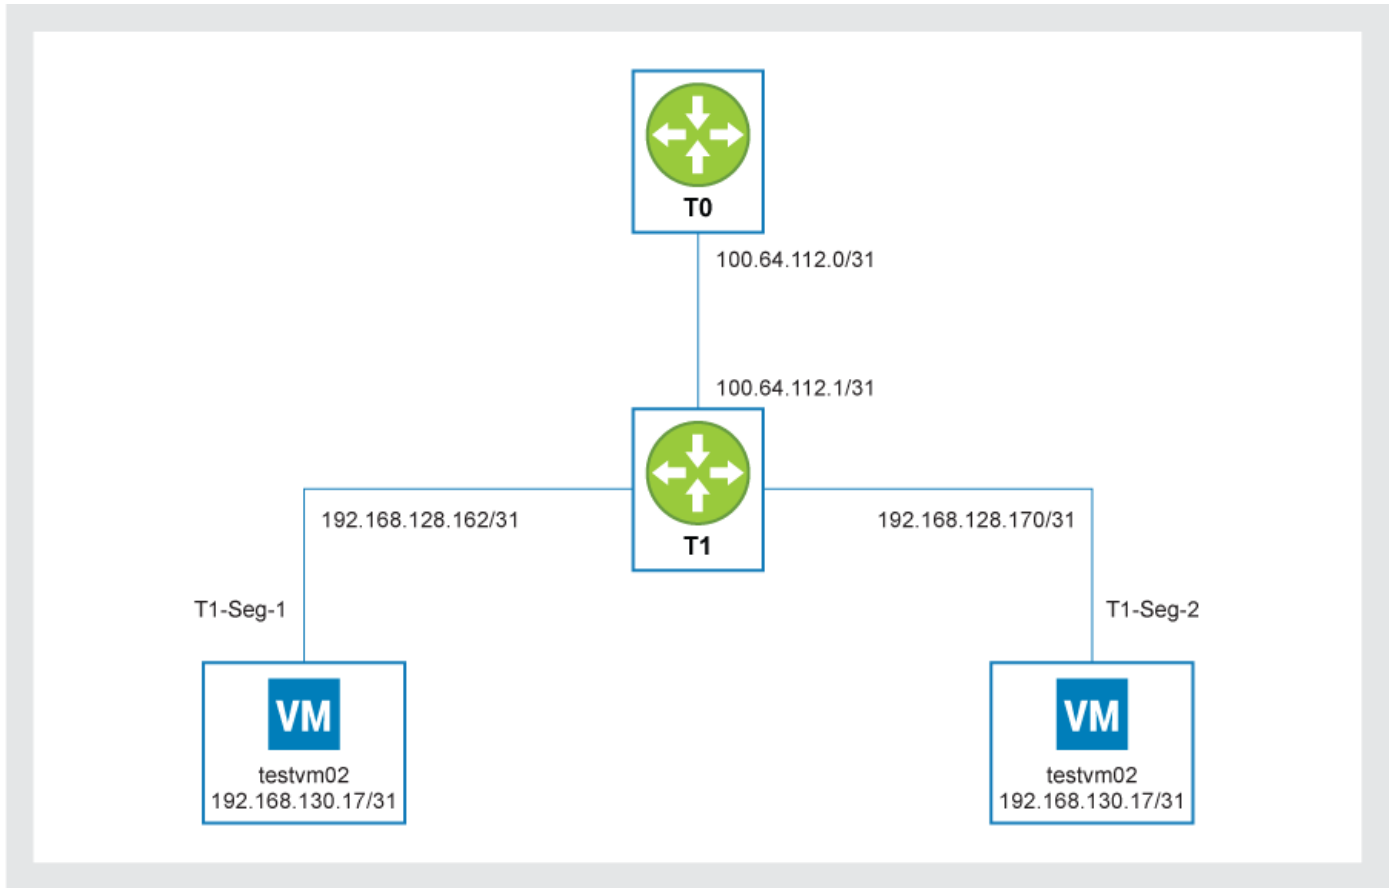 T0
100.64.112.0/31
100.64.112.1/31
192.168.128.162/31
T1
192.168.128.170/31
T1-Seg-1
T1-Seg-2
VM
testvm02
192.168.130.17/31
VM
testvm02
192.168.130.17/31